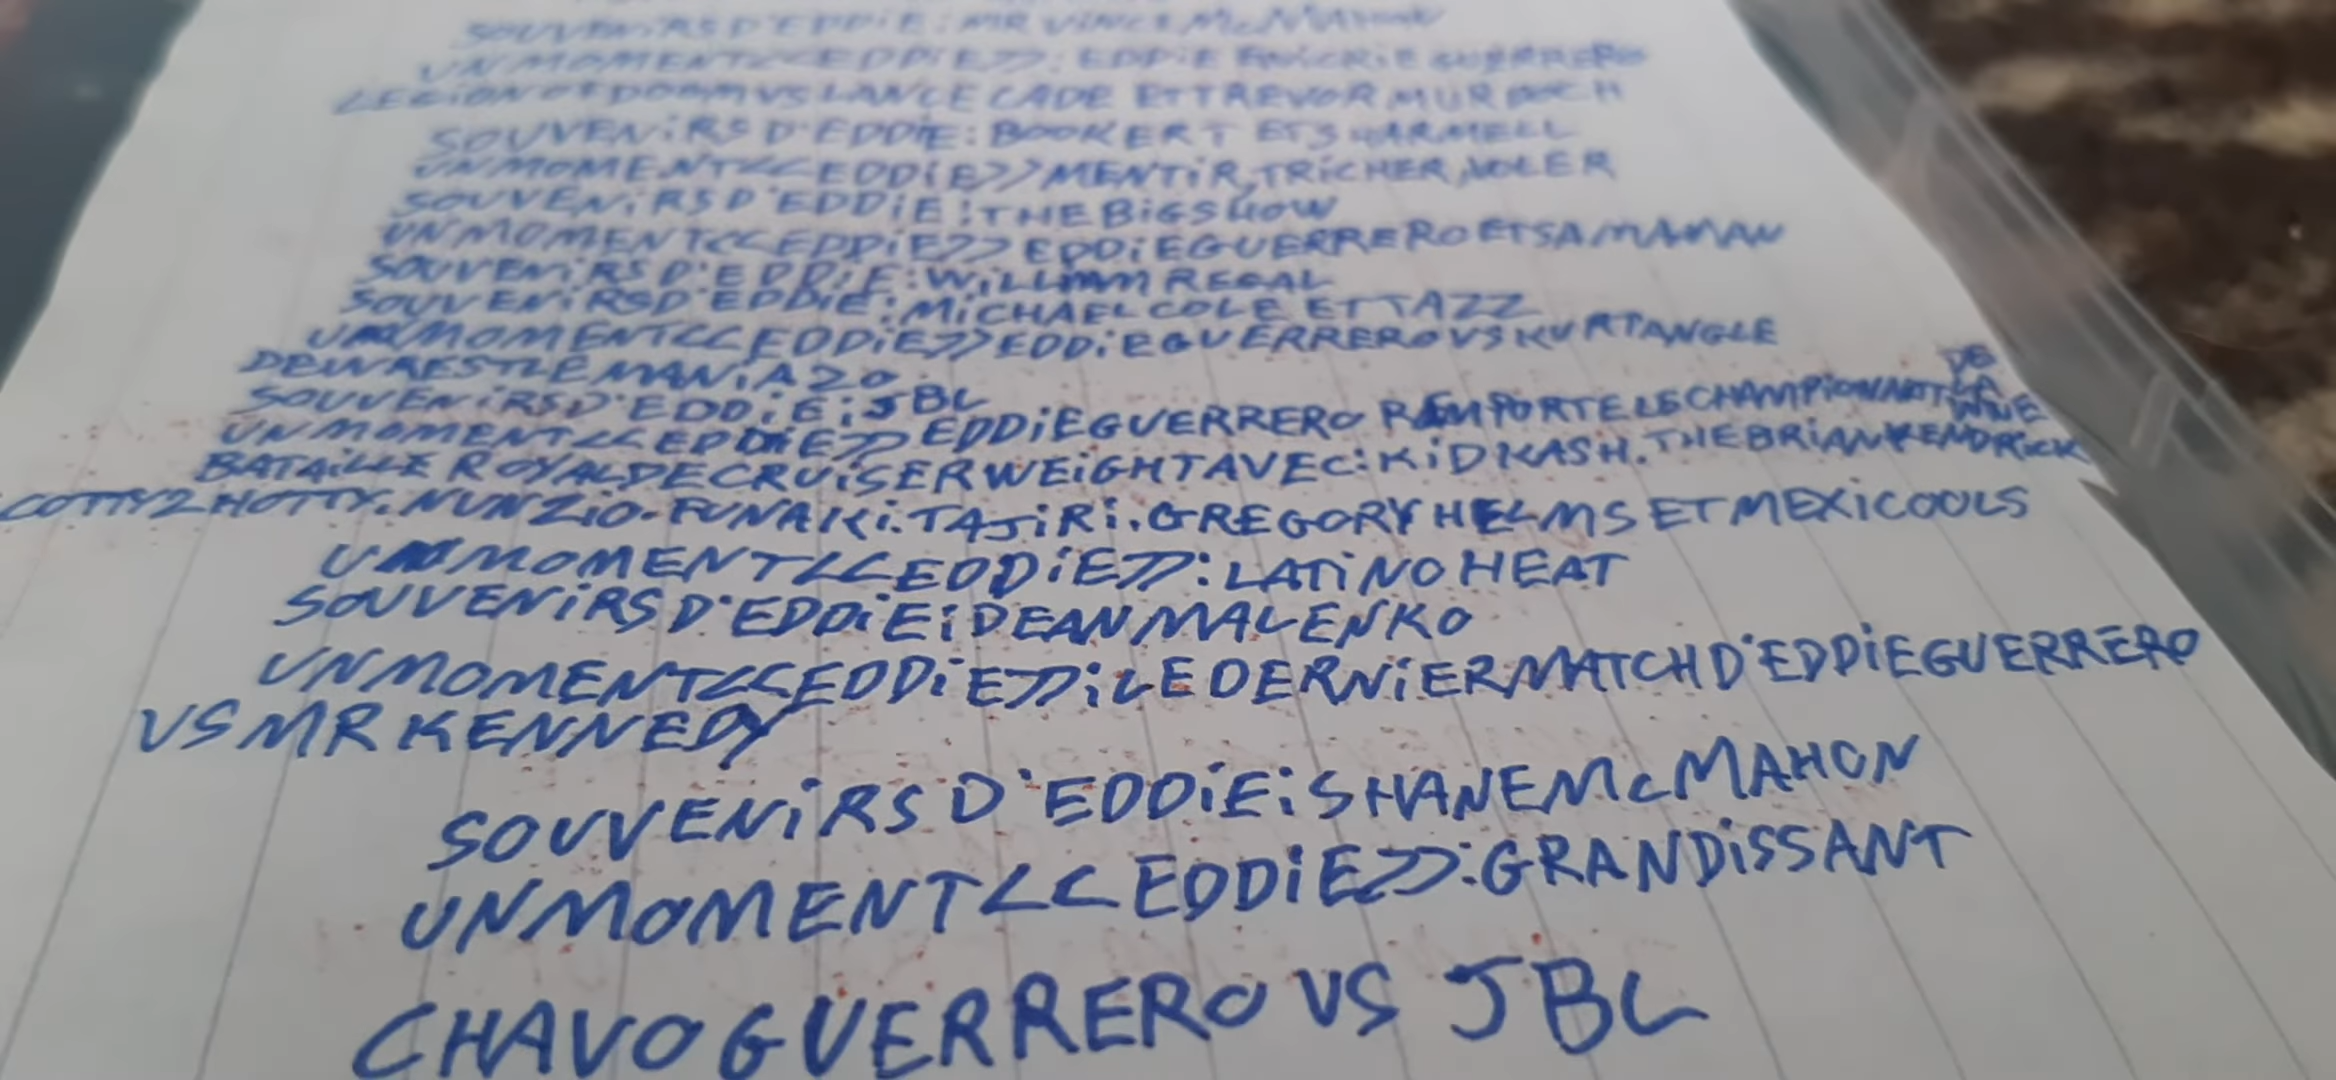 SOUVENIRS D'EDDIE: MR VINCE McMAHON
UN MOMENT <<EDDIE>>: EDDIE GUERRERO
LEGION OF DOOM VS LANCE CADE ET TREVOR MURDOCH
SOUVENIRS D'EDDIE: BOOKER T ET SHARMELL
UN MOMENT <<EDDIE>> MENTIR, TRICHER, VOLER
SOUVENIRS D'EDDIE: THE BIG SHOW
UN MOMENT <<EDDIE>> EDDIE GUERRERO ET SA MAMAN
SOUVENIRS D'EDDIE: WILLIAM REGAL
SOUVENIRS D'EDDIE: MICHAEL COLE ET TAZZ
UN MOMENT <<EDDIE>> EDDIE GUERRERO VS KURT ANGLE
DE WRESTLEMANIA 20
SOUVENIRS D'EDDIE: JBL
UN MOMENT <<EDDIE>> EDDIE GUERRERO REMPORTE LE CHAMPIONNAT DE LA WWE
BATAILLE ROYAL DE CRUISERWEIGHT AVEC: KID KASH. THE BRIAN KENDRICK
COTTY 2 HOTTY. NUNZIO. FUNAKI. TAJIRI. GREGORY HELMS ET MEXICOOLS
UN MOMENT <<EDDIE>>: LATINO HEAT
SOUVENIRS D'EDDIE: DEAN MALENKO
UN MOMENT <<EDDIE>>: LE DERNIER MATCH D'EDDIE GUERRERO
VS MR KENNEDY
SOUVENIRS D'EDDIE: SHANE McMAHON
UN MOMENT <<EDDIE>>: GRANDISSANT
CHAVO GUERRERO VS JBL